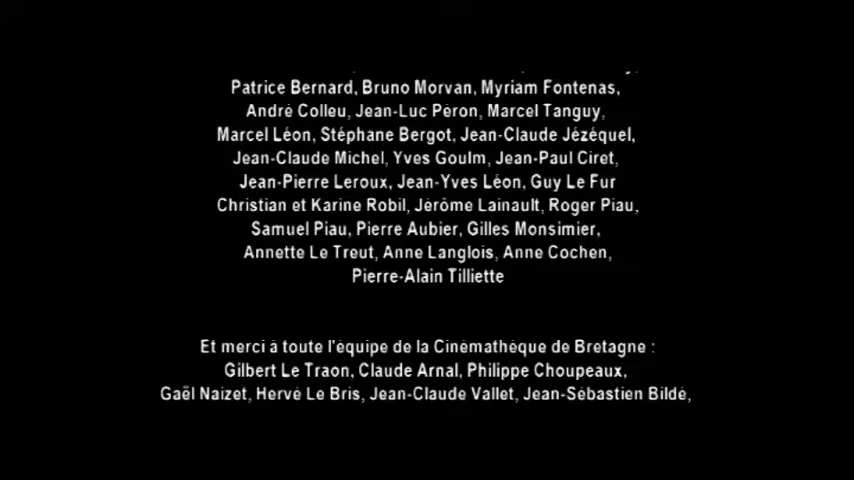 Patrice Bernard, Bruno Morvan, Myriam Fontenas,
André Colleu, Jean-Luc Péron, Marcel Tanguy,
Marcel Léon, Stéphane Bergot, Jean-Claude Jézéquel,
Jean-Claude Michel, Yves Goulm, Jean-Paul Ciret,
Jean-Pierre Leroux, Jean-Yves Léon, Guy Le Fur
Christian et Karine Robil, Jérôme Lainault, Roger Piau,
Samuel Piau, Pierre Aubier, Gilles Monsimier,
Annette Le Treut, Anne Langlois, Anne Cochen,
Pierre-Alain Tilliette
Et merci à toute l'équipe de la Cinémathèque de Bretagne :
Gilbert Le Traon, Claude Arnal, Philippe Choupeaux,
Gaël Naizet, Hervé Le Bris, Jean-Claude Vallet, Jean-Sébastien Bildé,